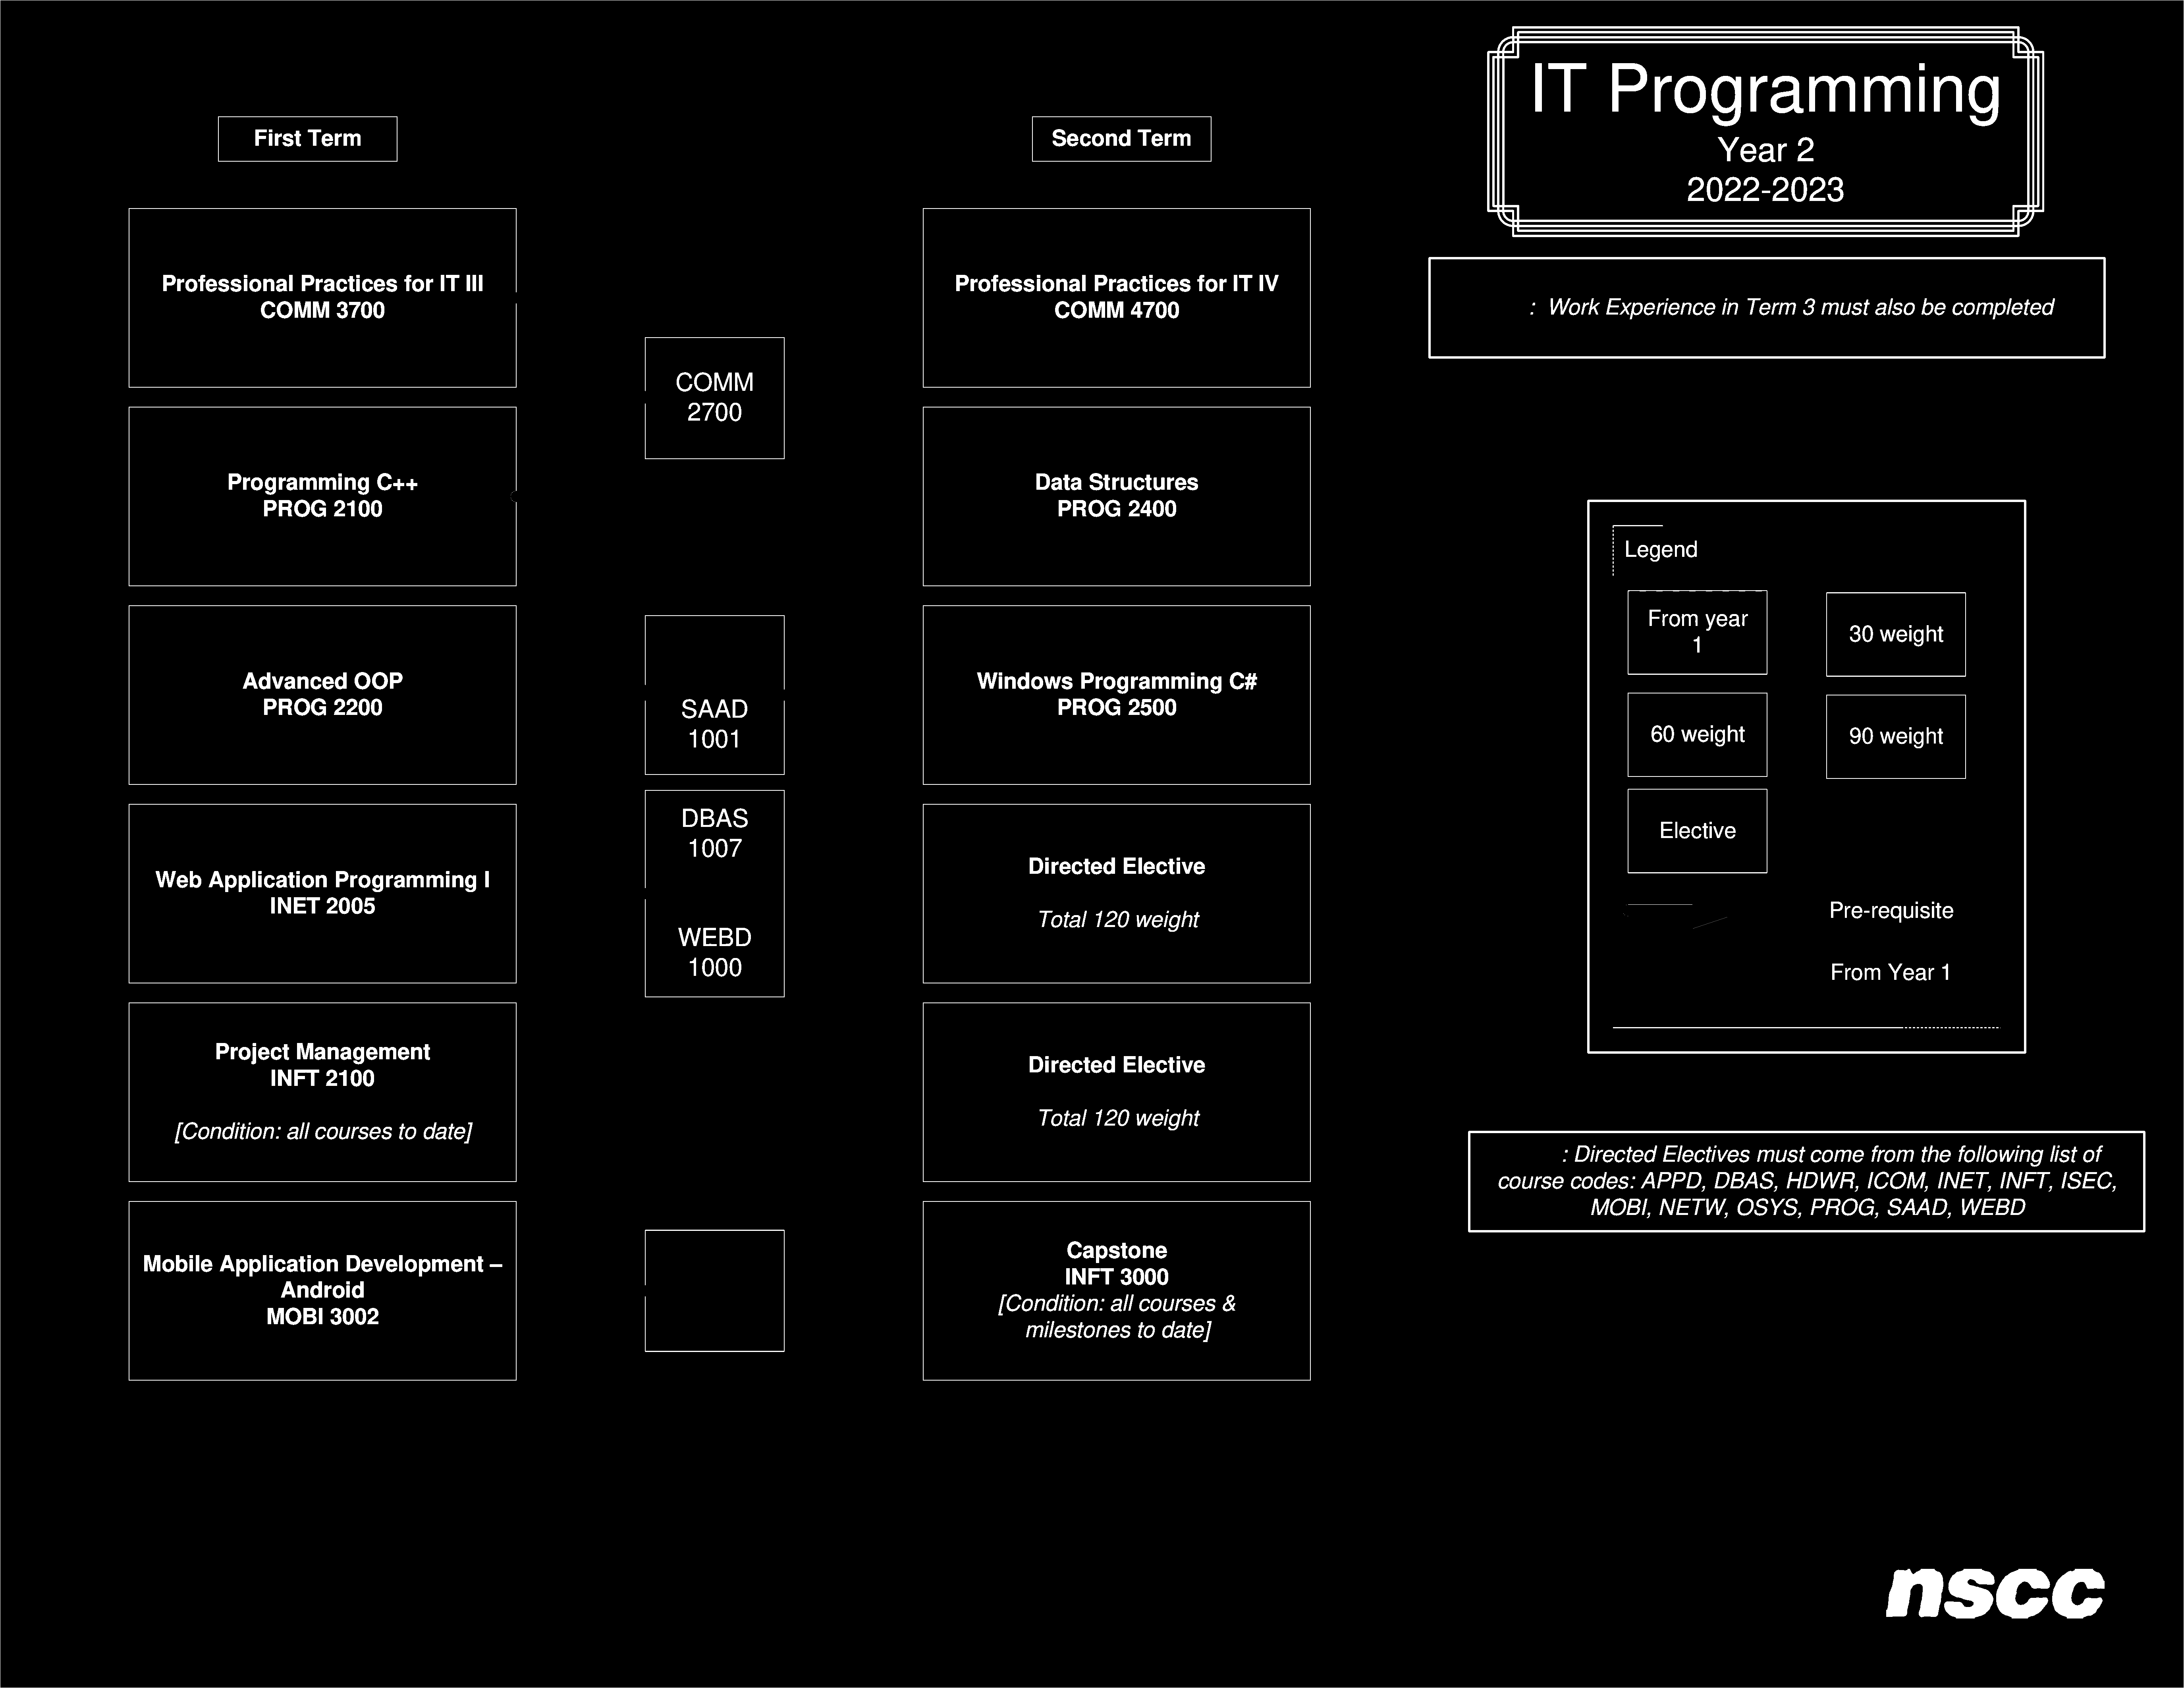 IT Programming
Year 2
2022-2023
First Term
Second Term
Professional Practices for IT III
COMM 3700
Professional Practices for IT IV
COMM 4700
: Work Experience in Term 3 must also be completed
COMM
2700
Programming C++
PROG 2100
Data Structures
PROG 2400
Advanced OOP
PROG 2200
SAAD
1001
Windows Programming C#
PROG 2500
DBAS
1007
WEBD
1000
Web Application Programming I
INET 2005
Directed Elective
Total 120 weight
Project Management
INFT 2100
[Condition: all courses to date]
Directed Elective
Total 120 weight
Mobile Application Development –
Android
MOBI 3002
Capstone
INFT 3000
[Condition: all courses &
milestones to date]
Legend
From year
1
30 weight
60 weight
90 weight
Elective
Pre-requisite
From Year 1
: Directed Electives must come from the following list of
course codes: APPD, DBAS, HDWR, ICOM, INET, INFT, ISEC,
MOBI, NETW, OSYS, PROG, SAAD, WEBD
nscc